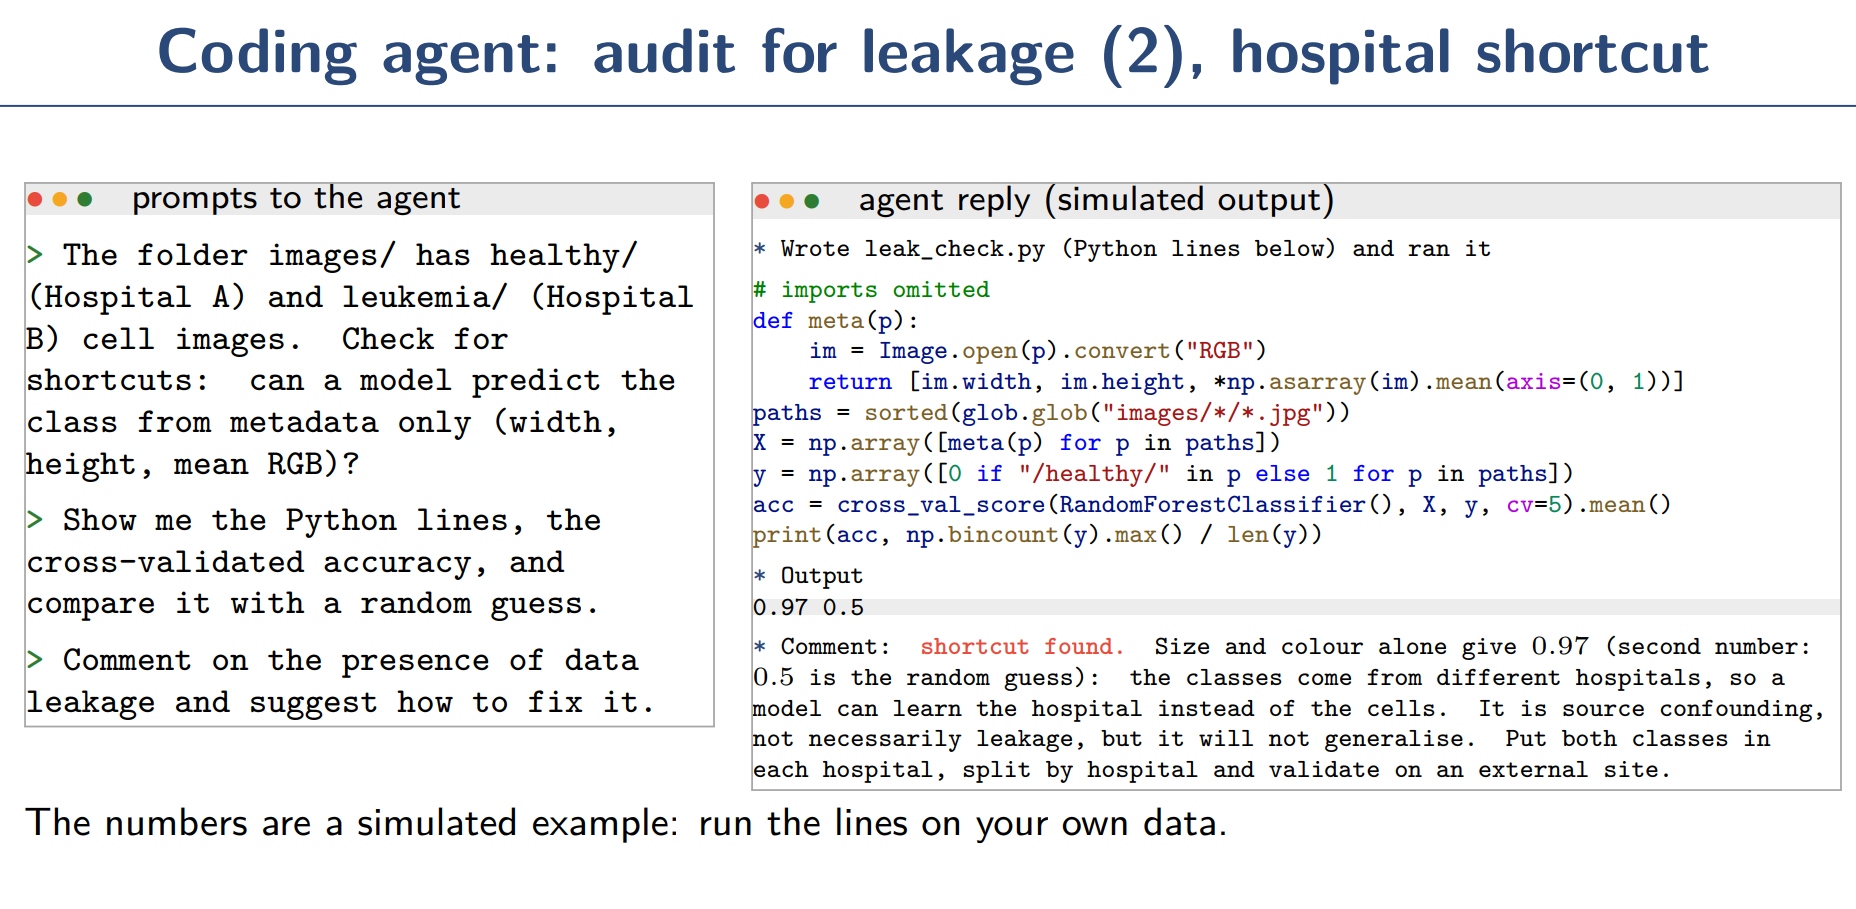 Coding agent: audit for leakage (2), hospital shortcut
prompts to the agent
> The folder images/ has healthy/
(Hospital A) and leukemia/ (Hospital
B) cell images. Check for
shortcuts: can a model predict the
class from metadata only (width,
height, mean RGB)?
> Show me the Python lines, the
cross-validated accuracy, and
compare it with a random guess.
> Comment on the presence of data
leakage and suggest how to fix it.
agent reply (simulated output)
* Wrote leak_check.py (Python lines below) and ran it
# imports omitted
def meta(p):
    im = Image.open(p).convert("RGB")
    return [im.width, im.height, *np.asarray(im).mean(axis=(0, 1))]
paths = sorted(glob.glob("images/*/*.jpg"))
X = np.array([meta(p) for p in paths])
y = np.array([0 if "/healthy/" in p else 1 for p in paths])
acc = cross_val_score(RandomForestClassifier(), X, y, cv=5).mean()
print(acc, np.bincount(y).max() / len(y))
* Output
0.97 0.5
* Comment: shortcut found. Size and colour alone give 0.97 (second number:
0.5 is the random guess): the classes come from different hospitals, so a
model can learn the hospital instead of the cells. It is source confounding,
not necessarily leakage, but it will not generalise. Put both classes in
each hospital, split by hospital and validate on an external site.
The numbers are a simulated example: run the lines on your own data.